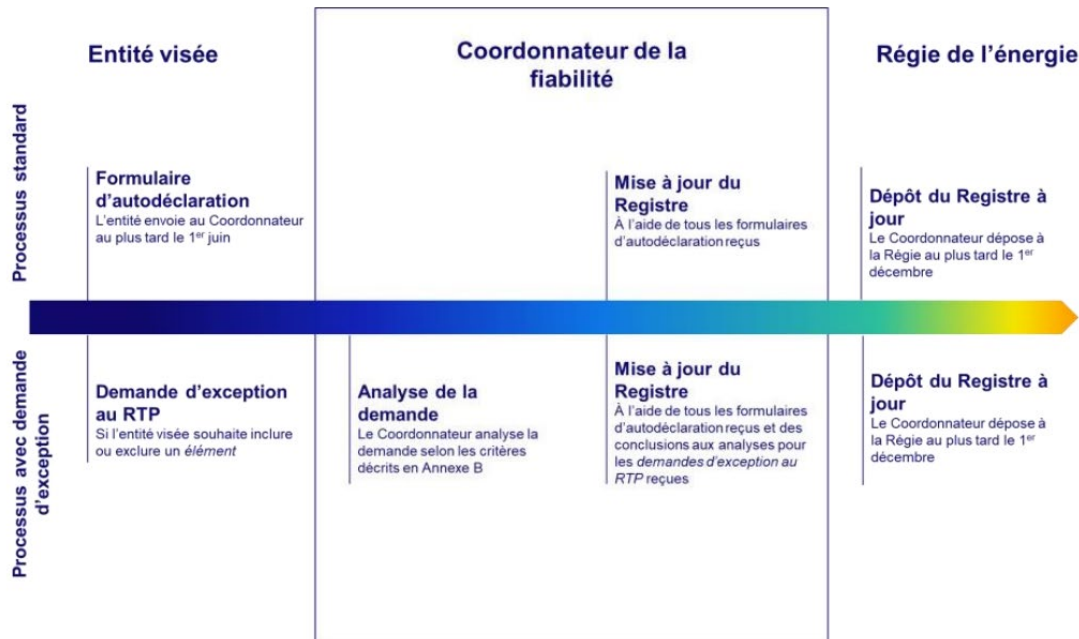 Entité visée
Coordonnateur de la
fiabilité
Régie de l'énergie
Processus standard
Formulaire
d'autodéclaration
L'entité envoie au Coordonnateur
au plus tard le 1er juin
Mise à jour du
Registre
À l'aide de tous les formulaires
d'autodéclaration reçus
Dépôt du Registre à
jour
Le Coordonnateur dépose à
la Régie au plus tard le 1er
décembre
Processus avec demande
d'exception
Demande d'exception
au RTP
Si l'entité visée souhaite inclure
ou exclure un élément
Analyse de la
demande
Le Coordonnateur analyse la
demande selon les critères
décrits en Annexe B
Mise à jour du
Registre
À l'aide de tous les formulaires
d'autodéclaration reçus et des
conclusions aux analyses pour
les demandes d'exception au
RTP reçues
Dépôt du Registre à
jour
Le Coordonnateur dépose à
la Régie au plus tard le 1er
décembre